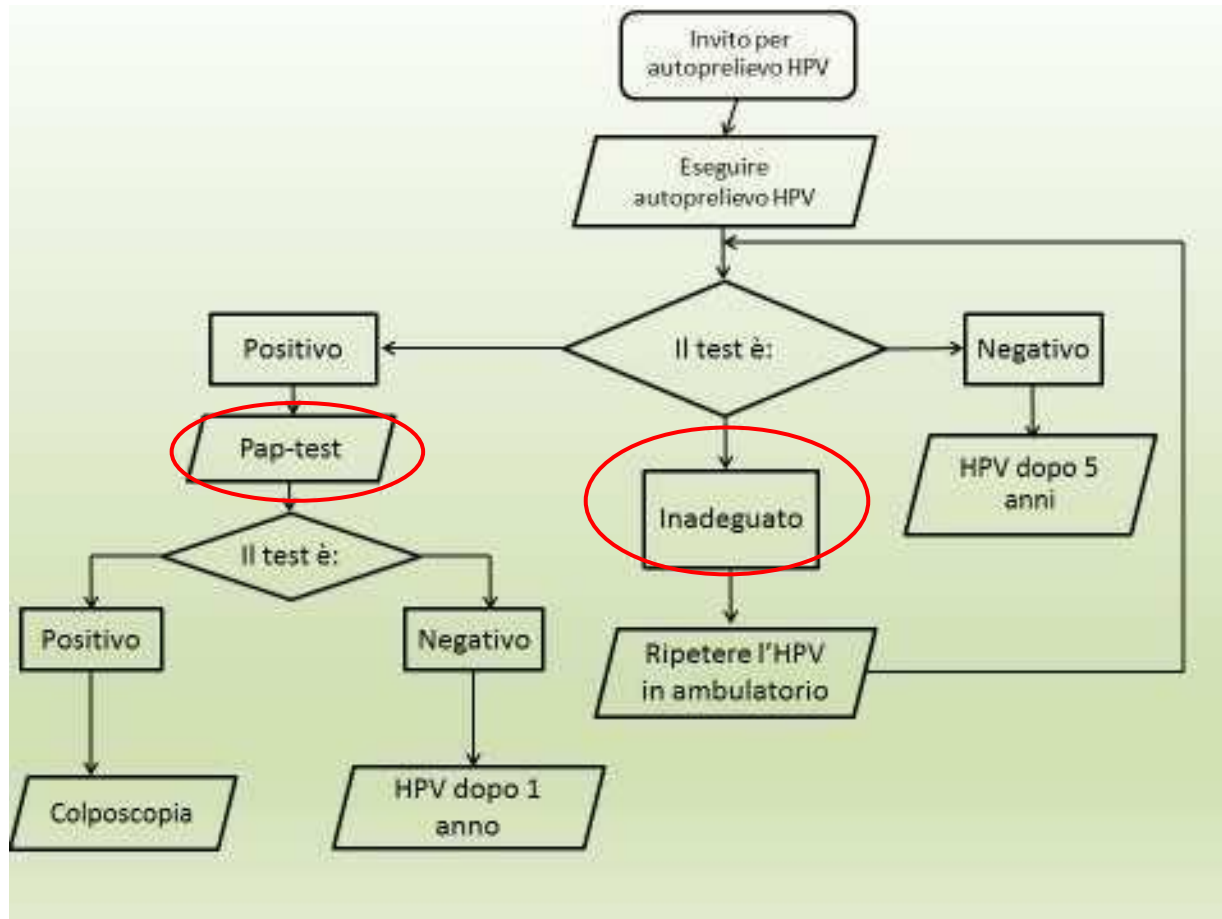 Invito per
autoprelievo HPV
Eseguire
autoprelievo HPV
Positivo
Il test è:
Negativo
Pap-test
Inadeguato
HPV dopo 5
anni
Il test è:
Positivo
Negativo
Ripetere l'HPV
in ambulatorio
Colposcopia
HPV dopo 1
anno